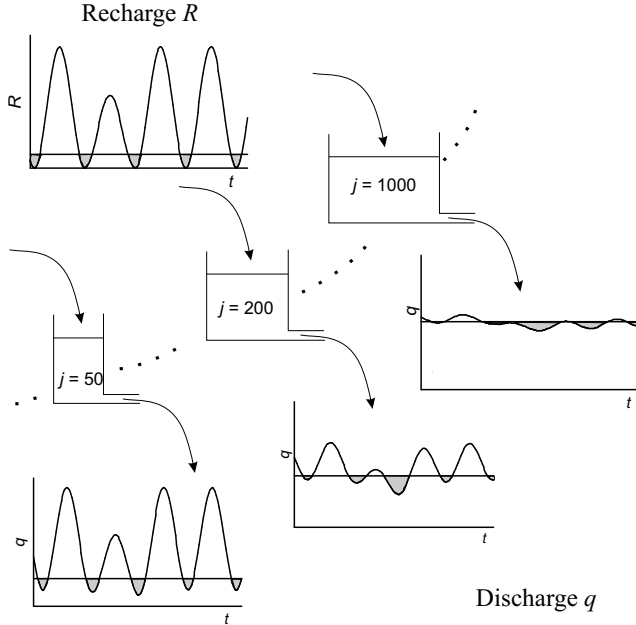 Recharge R
R
t
j = 1000
j = 200
q
t
j = 50
q
t
q
t
Discharge q